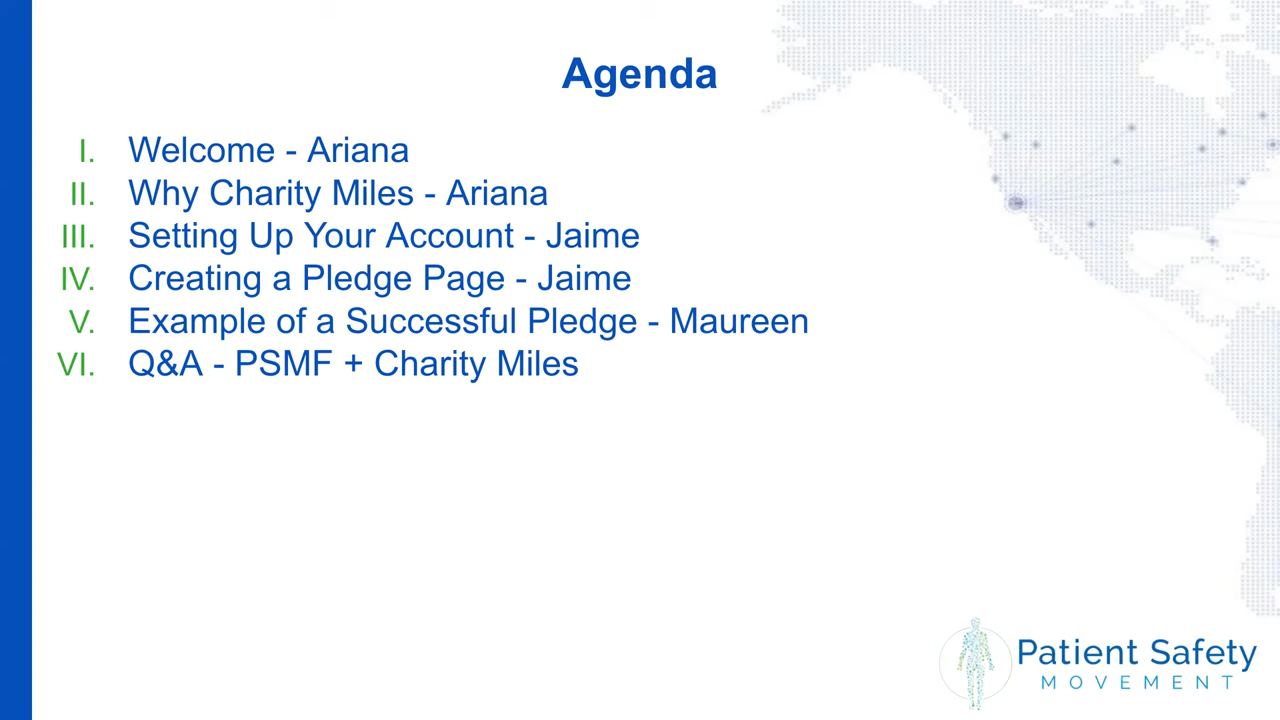 Agenda
I. Welcome - Ariana
II. Why Charity Miles - Ariana
III. Setting Up Your Account - Jaime
IV. Creating a Pledge Page - Jaime
V. Example of a Successful Pledge - Maureen
VI. Q&A - PSMF + Charity Miles
Patient Safety
MOVEMENT